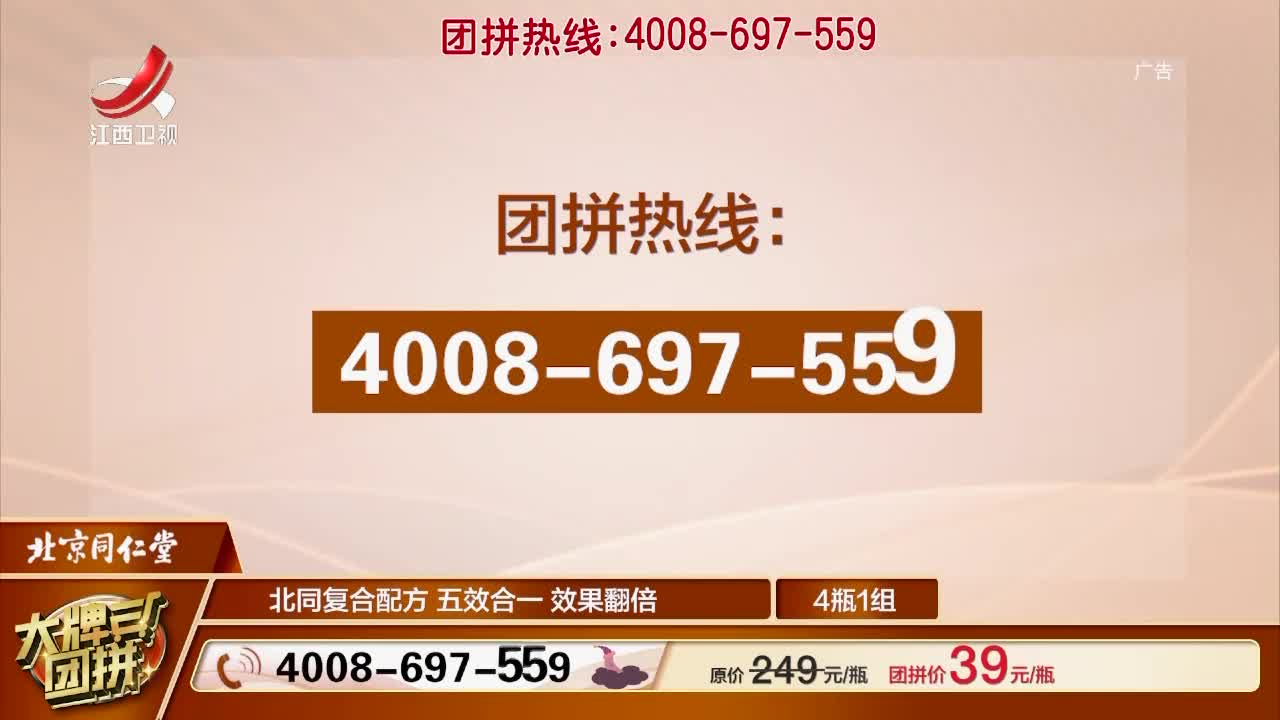 团拼热线:4008-697-559
广告
江西卫视
团拼热线:
4008-697-559
北京同仁堂
北同复合配方 五效合一 效果翻倍
4瓶1组
大牌团拼
4008-697-559
原价249元/瓶
团拼价39元/瓶